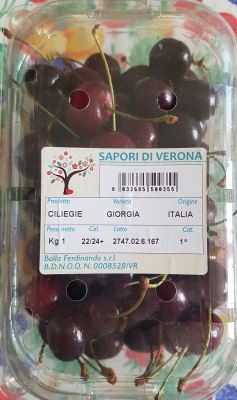 SAPORI DI VERONA
8 032685 500355
Prodotto Varietà Origine
CILIEGIE GIORGIA ITALIA
Peso netto Cal. Lotto Cat.
Kg 1 22/24+ 2747.02.6.167 1^
Bolla Ferdinando s.r.l.
B.D.N.O.O. N. 0008528/VR